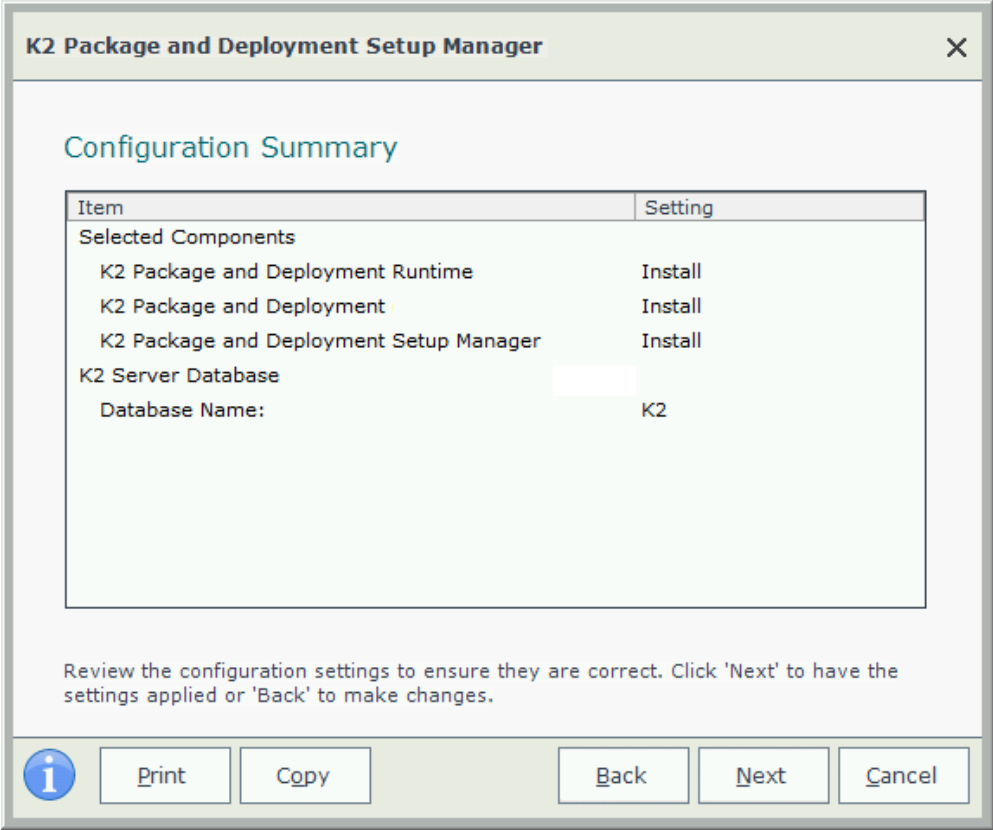 K2 Package and Deployment Setup Manager
Configuration Summary
Item Setting
Selected Components
K2 Package and Deployment Runtime Install
K2 Package and Deployment Install
K2 Package and Deployment Setup Manager Install
K2 Server Database
Database Name: K2
Review the configuration settings to ensure they are correct. Click 'Next' to have the
settings applied or 'Back' to make changes.
Print Copy Back Next Cancel